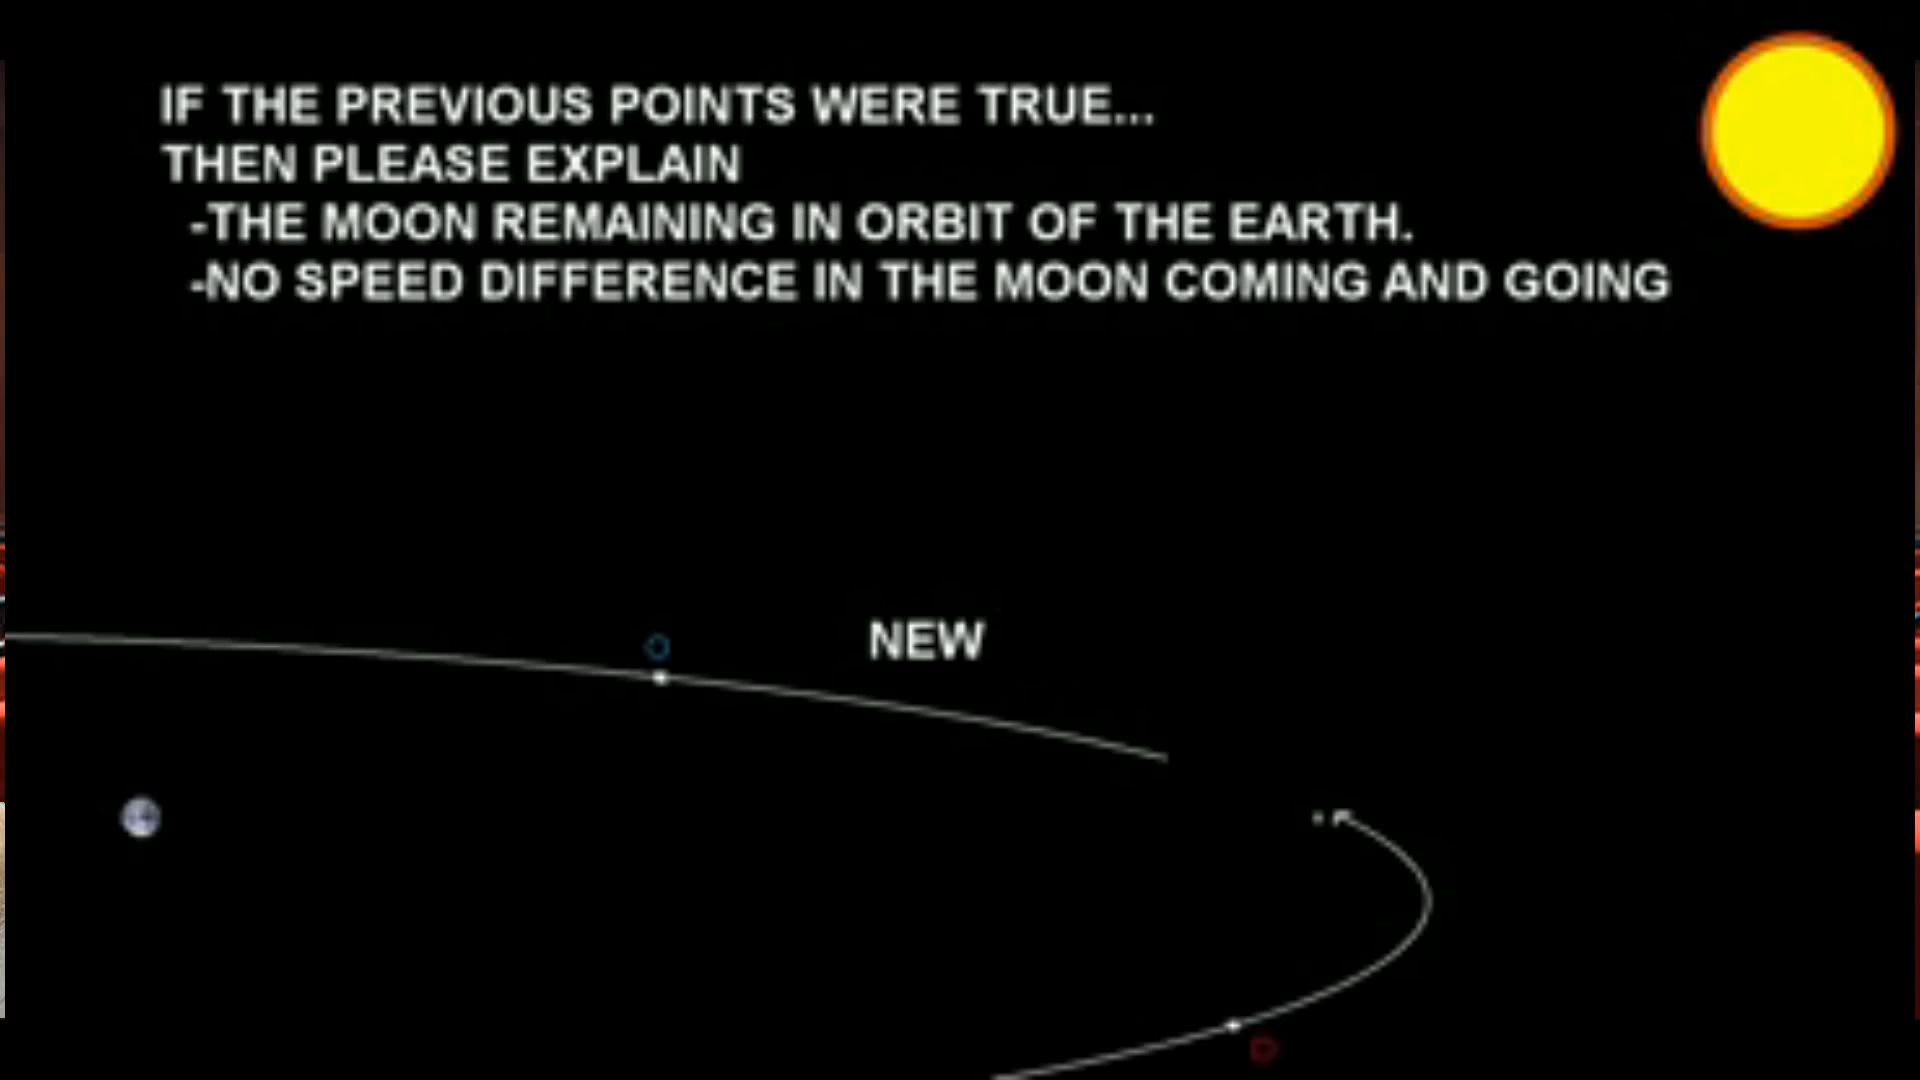 IF THE PREVIOUS POINTS WERE TRUE...
THEN PLEASE EXPLAIN
-THE MOON REMAINING IN ORBIT OF THE EARTH.
-NO SPEED DIFFERENCE IN THE MOON COMING AND GOING
NEW